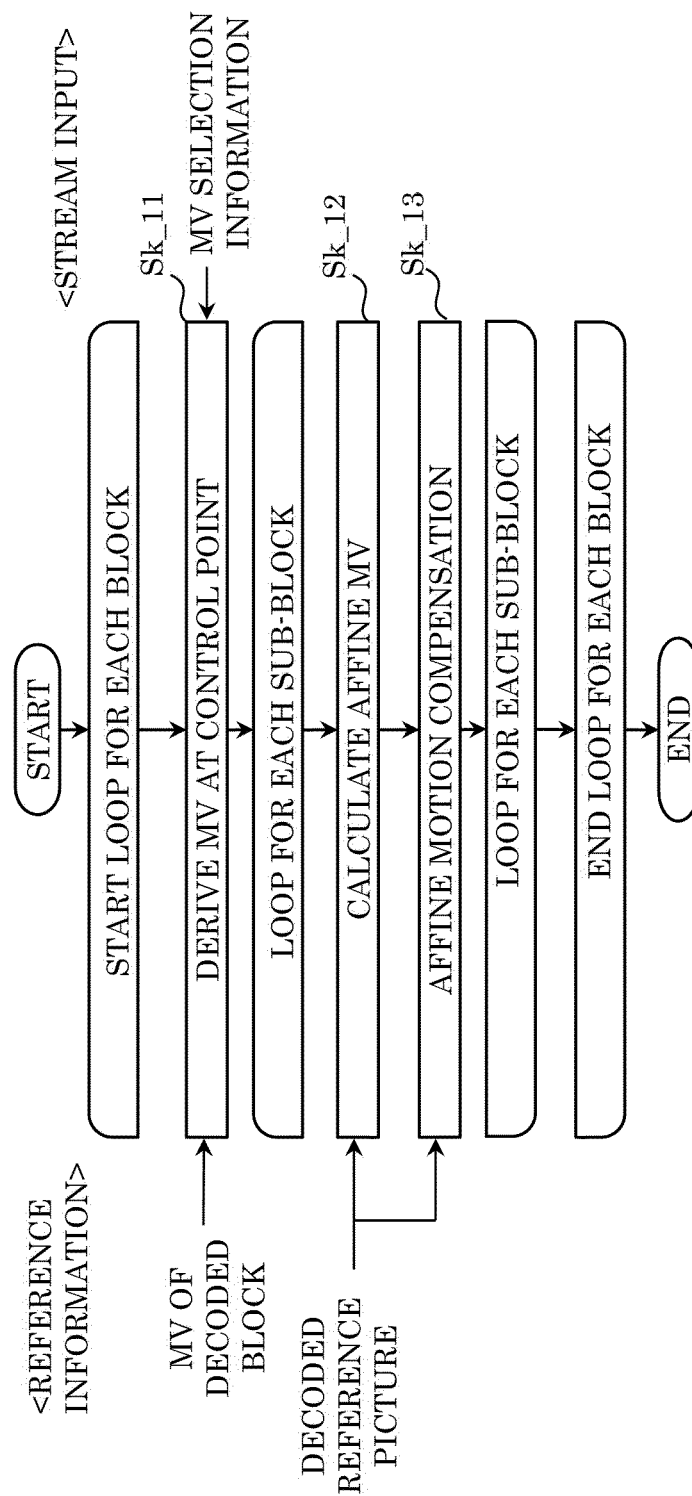 <REFERENCE
INFORMATION>
<STREAM INPUT>
START
START LOOP FOR EACH BLOCK
Sk_11
MV OF
DECODED
BLOCK
DERIVE MV AT CONTROL POINT
MV SELECTION
INFORMATION
LOOP FOR EACH SUB-BLOCK
Sk_12
DECODED
REFERENCE
PICTURE
CALCULATE AFFINE MV
Sk_13
AFFINE MOTION COMPENSATION
LOOP FOR EACH SUB-BLOCK
END LOOP FOR EACH BLOCK
END